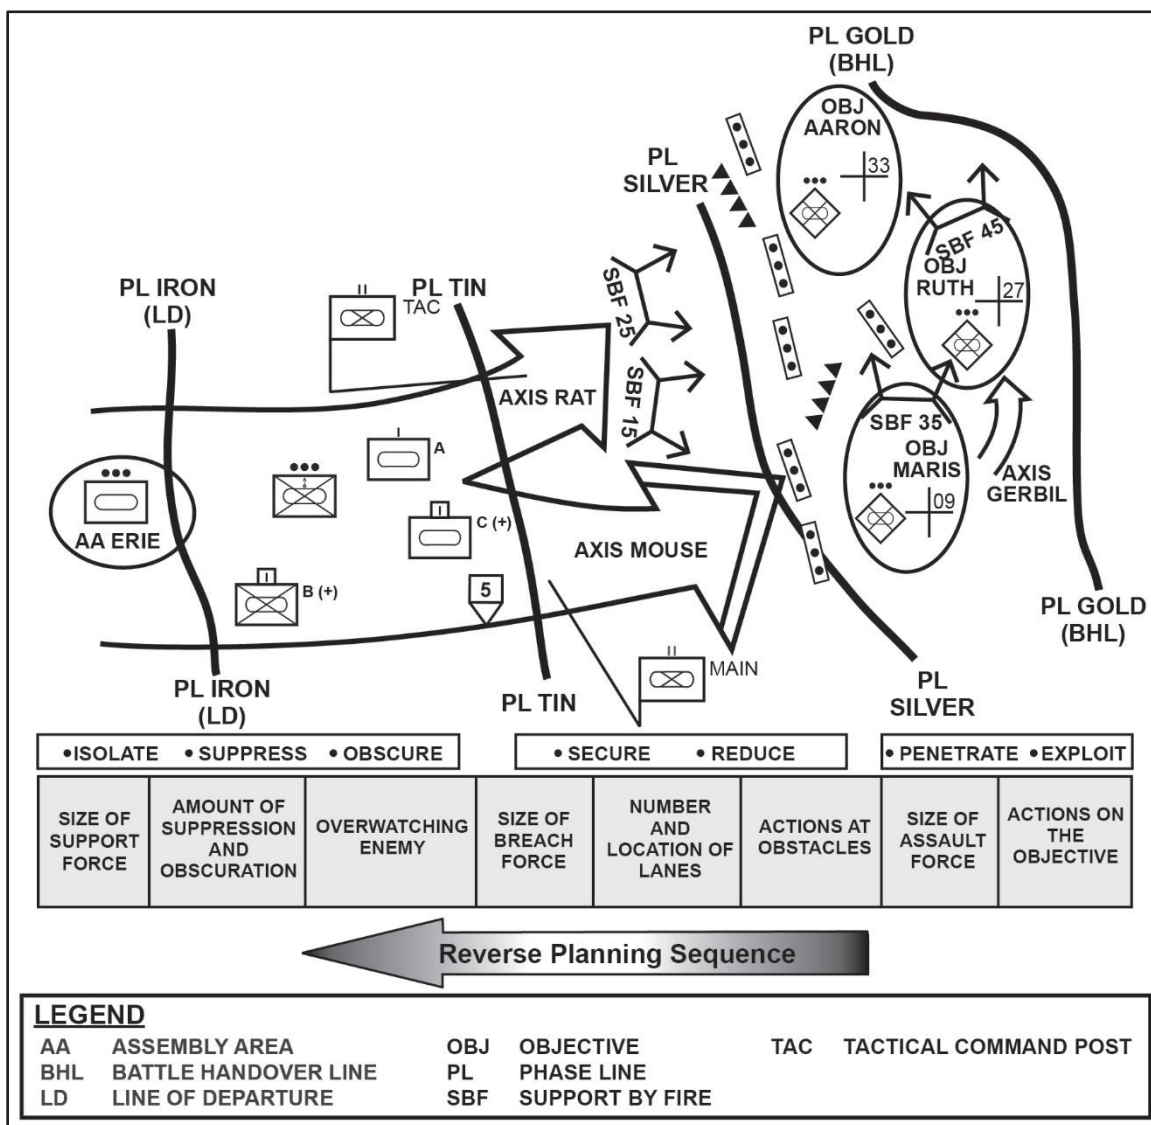 PL GOLD
(BHL)
OBJ
AARON
33
PL
SILVER
SBF 45
OBJ
RUTH
27
PL IRON
(LD)
II
TAC
PL TIN
SBF 25
AXIS RAT
SBF 15
I
A
SBF 35
OBJ
MARIS
09
AXIS
GERBIL
AA ERIE
I
C (+)
AXIS MOUSE
I
B (+)
5
PL GOLD
(BHL)
II
MAIN
PL IRON
(LD)
PL TIN
PL
SILVER
•ISOLATE •SUPPRESS •OBSCURE
•SECURE •REDUCE
•PENETRATE •EXPLOIT
SIZE OF
SUPPORT
FORCE
AMOUNT OF
SUPPRESSION
AND
OBSCURATION
OVERWATCHING
ENEMY
SIZE OF
BREACH
FORCE
NUMBER
AND
LOCATION OF
LANES
ACTIONS AT
OBSTACLES
SIZE OF
ASSAULT
FORCE
ACTIONS ON
THE
OBJECTIVE
Reverse Planning Sequence
LEGEND
AA ASSEMBLY AREA
BHL BATTLE HANDOVER LINE
LD LINE OF DEPARTURE
OBJ OBJECTIVE
PL PHASE LINE
SBF SUPPORT BY FIRE
TAC TACTICAL COMMAND POST